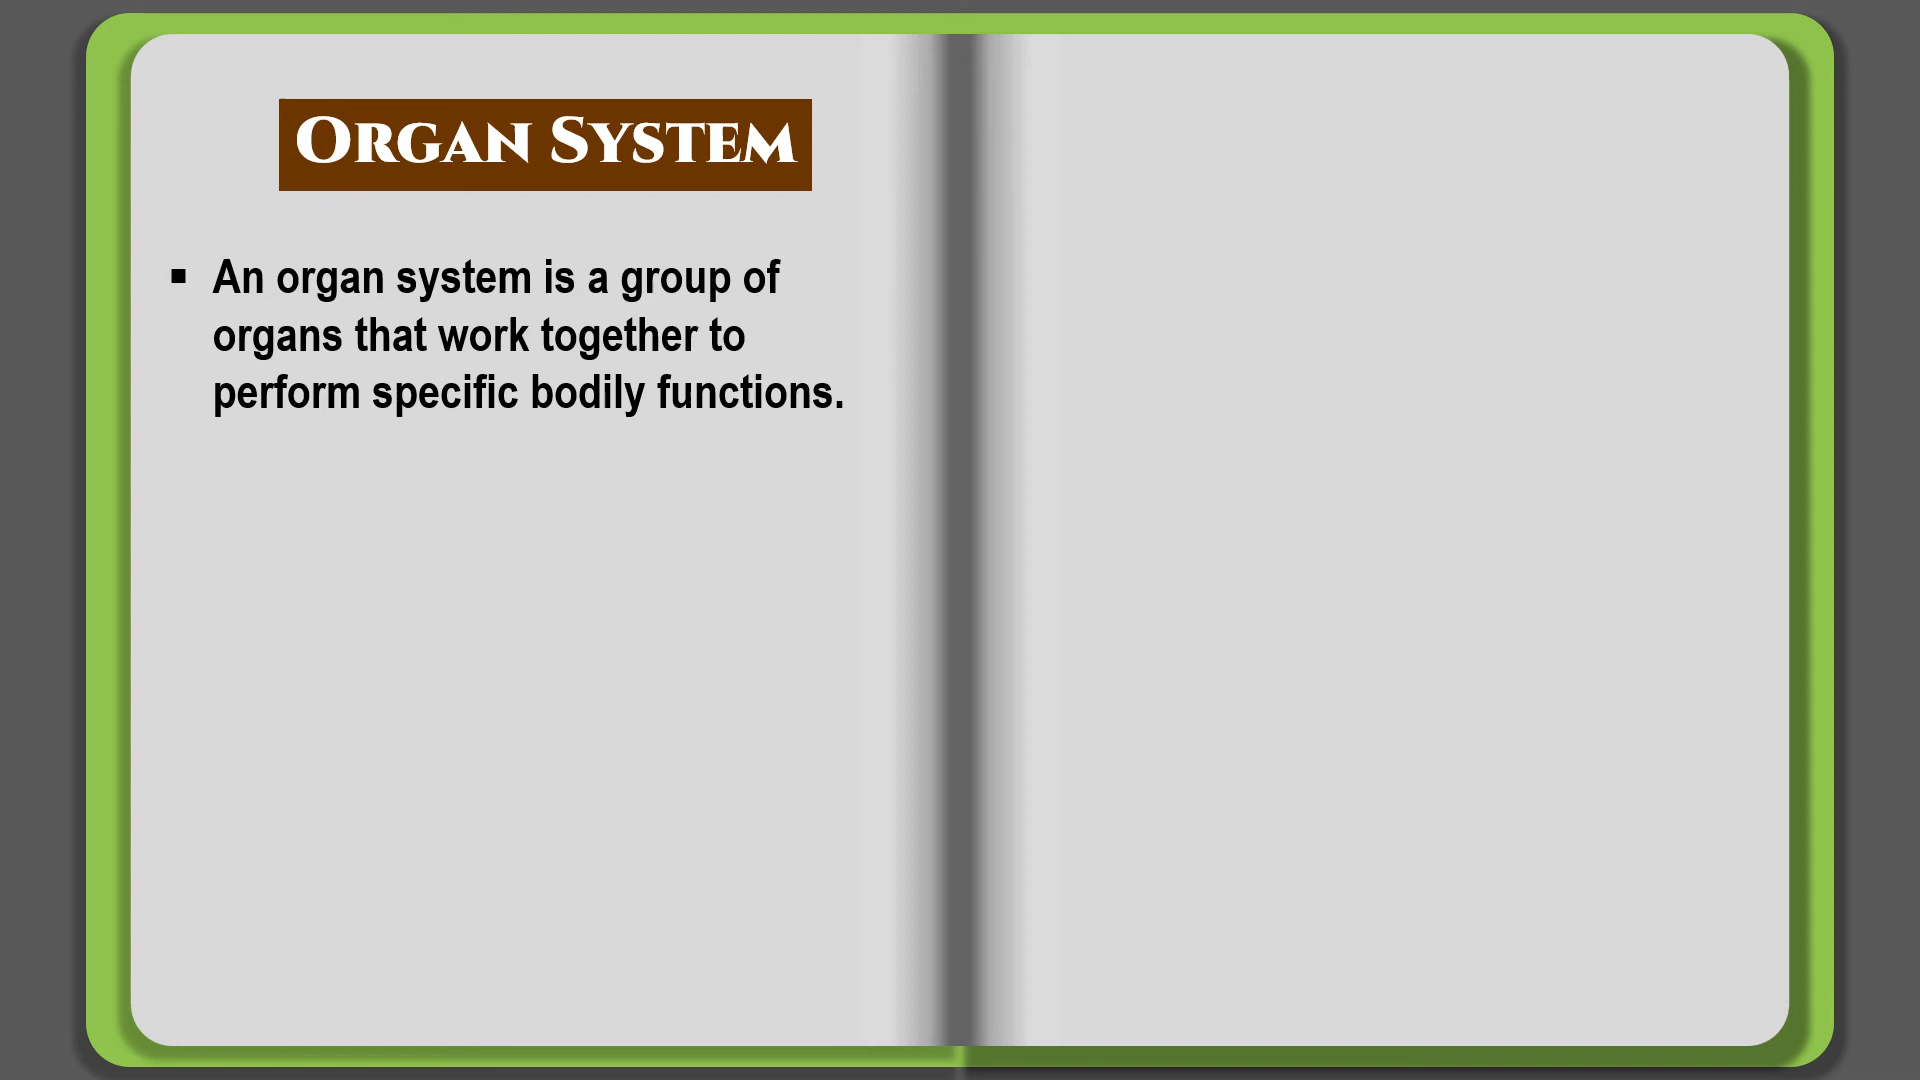 Organ System
▪ An organ system is a group of
organs that work together to
perform specific bodily functions.